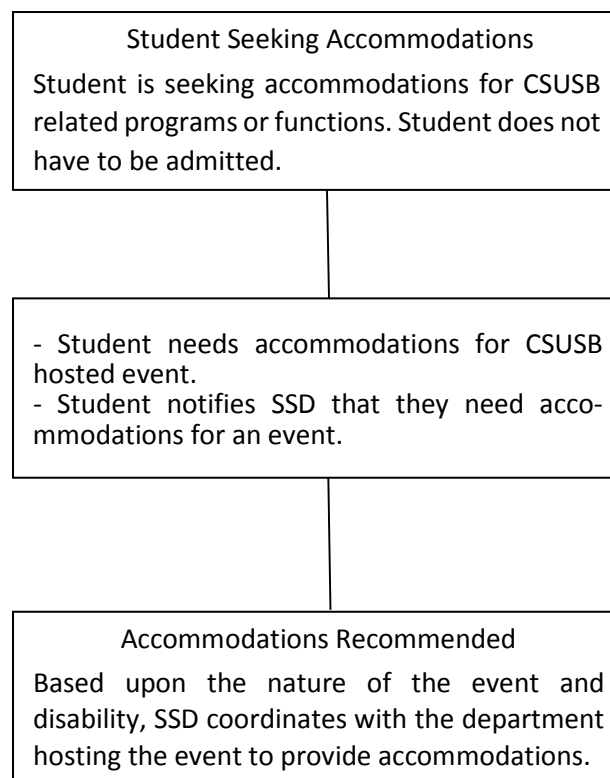 Student Seeking Accommodations
Student is seeking accommodations for CSUSB
related programs or functions. Student does not
have to be admitted.
- Student needs accommodations for CSUSB
hosted event.
- Student notifies SSD that they need acco-
mmodations for an event.
Accommodations Recommended
Based upon the nature of the event and
disability, SSD coordinates with the department
hosting the event to provide accommodations.